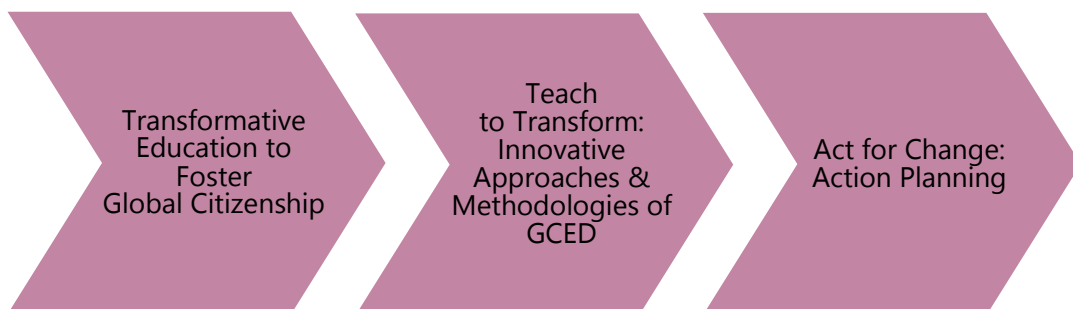 Transformative
Education to
Foster
Global Citizenship
Teach
to Transform:
Innovative
Approaches &
Methodologies of
GCED
Act for Change:
Action Planning